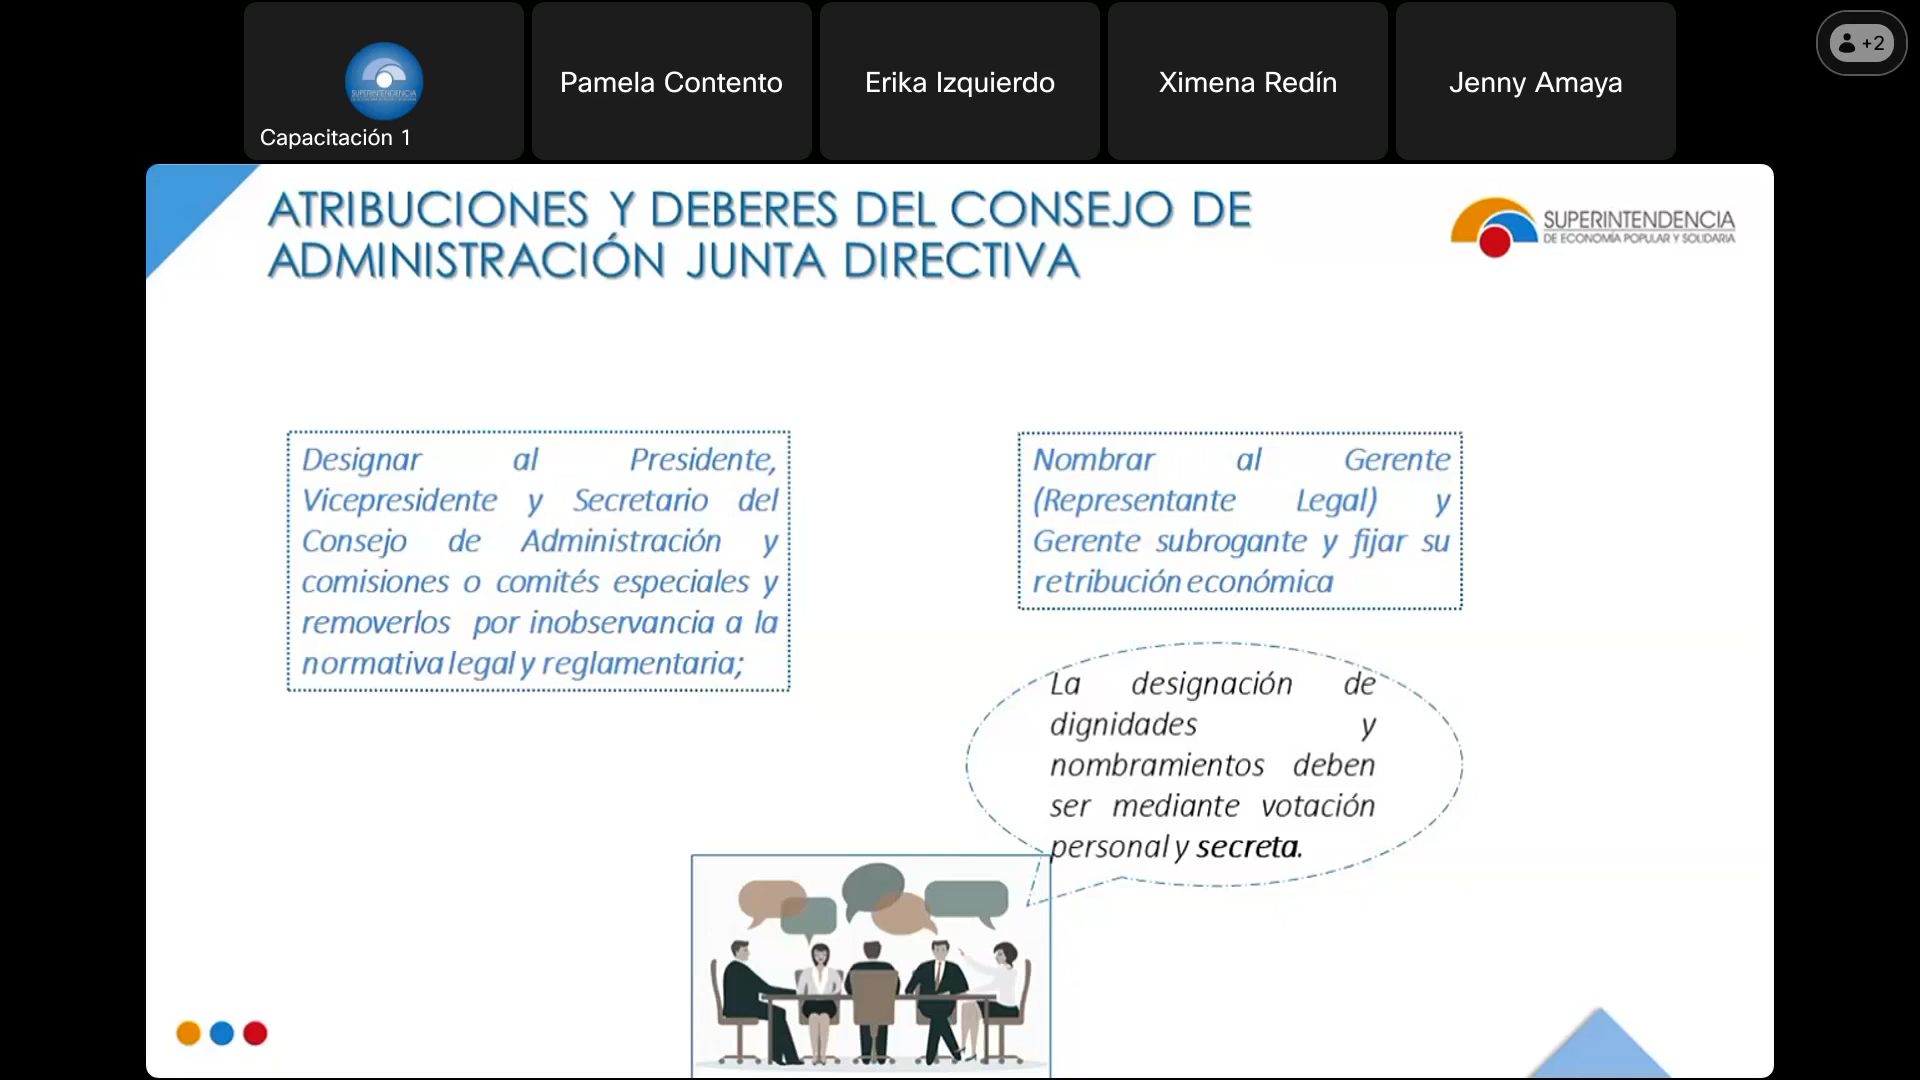 Capacitación 1
Pamela Contento
Erika Izquierdo
Ximena Redín
Jenny Amaya
+2
ATRIBUCIONES Y DEBERES DEL CONSEJO DE
ADMINISTRACIÓN JUNTA DIRECTIVA
SUPERINTENDENCIA
DE ECONOMÍA POPULAR Y SOLIDARIA
Designar al Presidente,
Vicepresidente y Secretario del
Consejo de Administración y
comisiones o comités especiales y
removerlos por inobservancia a la
normativa legal y reglamentaria;
Nombrar al Gerente
(Representante Legal) y
Gerente subrogante y fijar su
retribución económica
La designación de
dignidades y
nombramientos deben
ser mediante votación
personal y secreta.